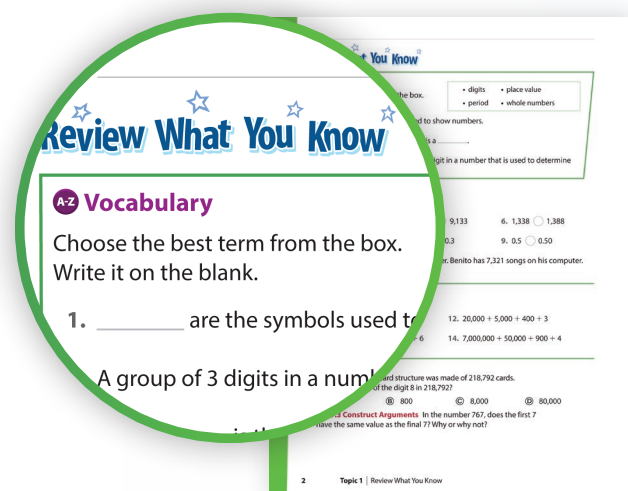 Review What You Know
A-Z Vocabulary
Choose the best term from the box.
Write it on the blank.
1. ________ are the symbols used to
A group of 3 digits in a num
You Know
the box.
• digits • place value
• period • whole numbers
to show numbers.
is a ______.
digit in a number that is used to determine
9,133 6. 1,338 ◯ 1,388
0.3 9. 0.5 ◯ 0.50
Benito has 7,321 songs on his computer.
12. 20,000 + 5,000 + 400 + 3
+ 6 14. 7,000,000 + 50,000 + 900 + 4
card structure was made of 218,792 cards.
of the digit 8 in 218,792?
Ⓑ 800 Ⓒ 8,000 Ⓓ 80,000
Construct Arguments In the number 767, does the first 7
have the same value as the final 7? Why or why not?
2 Topic 1 | Review What You Know